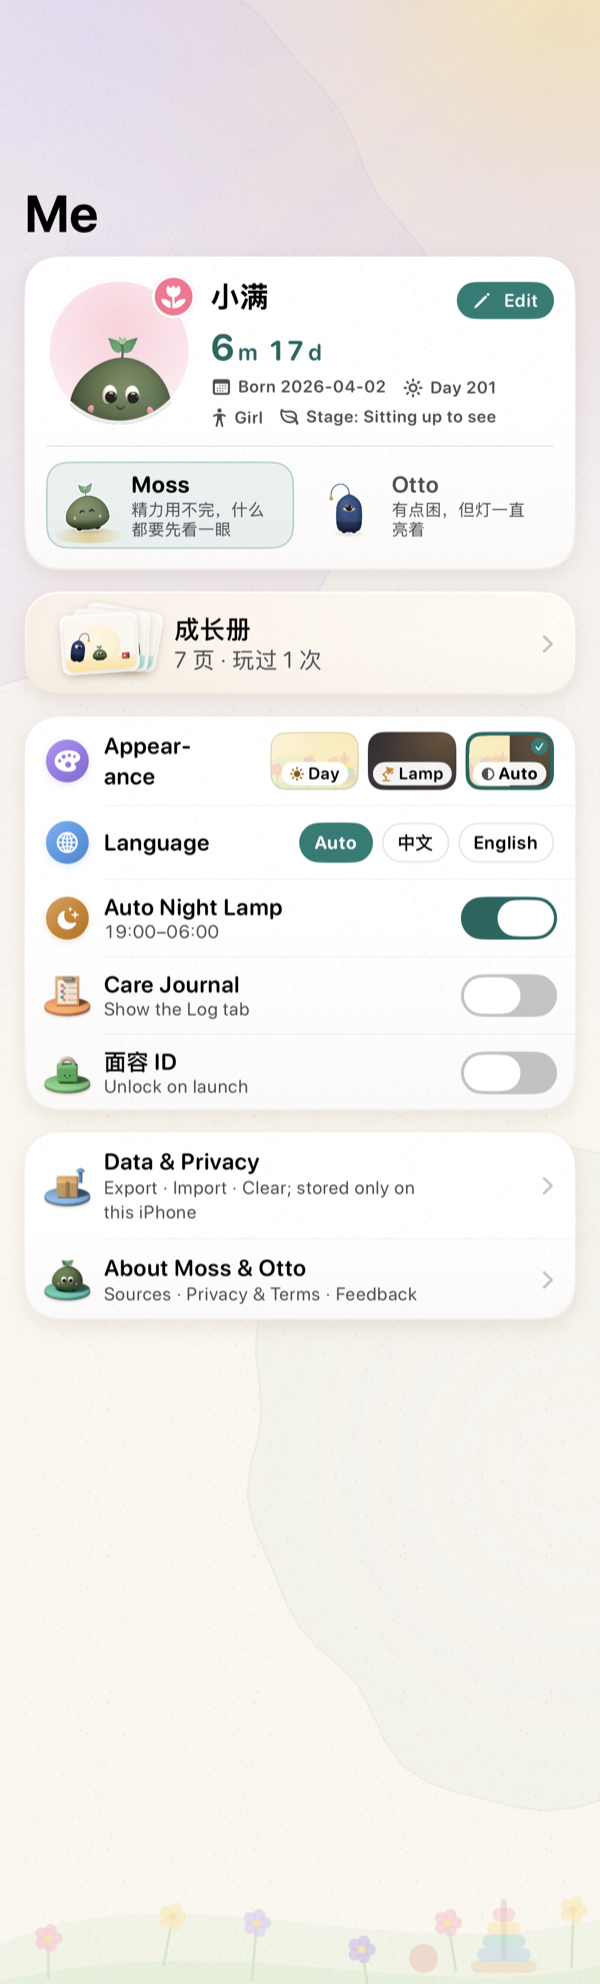 Me
小满
Edit
6m 17d
Born 2026-04-02 Day 201
Girl Stage: Sitting up to see
Moss
精力用不完，什么
都要先看一眼
Otto
有点困，但灯一直
亮着
成长册
7 页 · 玩过 1 次
Appear-
ance
Day
Lamp
Auto
Language
Auto
中文
English
Auto Night Lamp
19:00–06:00
Care Journal
Show the Log tab
面容 ID
Unlock on launch
Data & Privacy
Export · Import · Clear; stored only on
this iPhone
About Moss & Otto
Sources · Privacy & Terms · Feedback